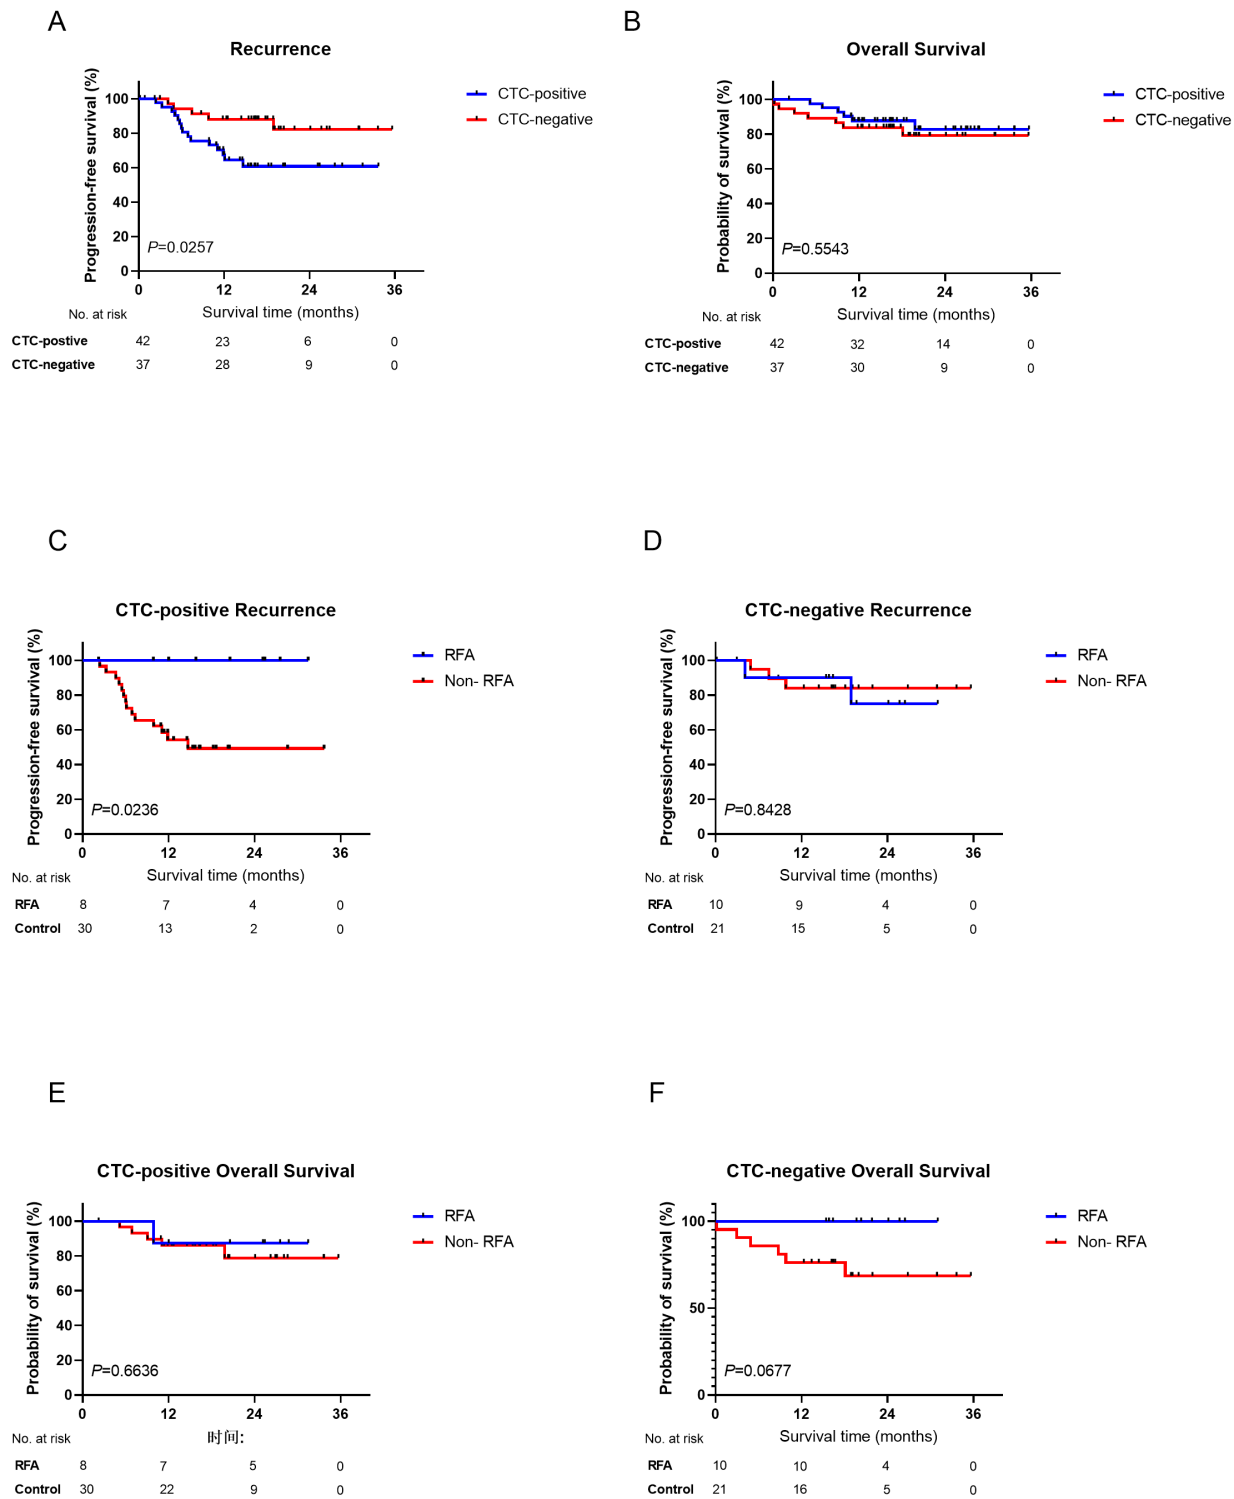 A
Recurrence
Progression-free survival (%)
100
80
60
40
20
0
0 12 24 36
P=0.0257
CTC-positive
CTC-negative
No. at risk
Survival time (months)
CTC-postive 42 23 6 0
CTC-negative 37 28 9 0
B
Overall Survival
Probability of survival (%)
100
80
60
40
20
0
0 12 24 36
P=0.5543
CTC-positive
CTC-negative
No. at risk
Survival time (months)
CTC-postive 42 32 14 0
CTC-negative 37 30 9 0
C
CTC-positive Recurrence
Progression-free survival (%)
100
80
60
40
20
0
0 12 24 36
P=0.0236
RFA
Non- RFA
No. at risk
Survival time (months)
RFA 8 7 4 0
Control 30 13 2 0
D
CTC-negative Recurrence
Progression-free survival (%)
100
80
60
40
20
0
0 12 24 36
P=0.8428
RFA
Non- RFA
No. at risk
Survival time (months)
RFA 10 9 4 0
Control 21 15 5 0
E
CTC-positive Overall Survival
Probability of survival (%)
100
80
60
40
20
0
0 12 24 36
P=0.6636
RFA
Non- RFA
No. at risk
时间:
RFA 8 7 5 0
Control 30 22 9 0
F
CTC-negative Overall Survival
Probability of survival (%)
100
50
0
0 12 24 36
P=0.0677
RFA
Non- RFA
No. at risk
Survival time (months)
RFA 10 10 4 0
Control 21 16 5 0